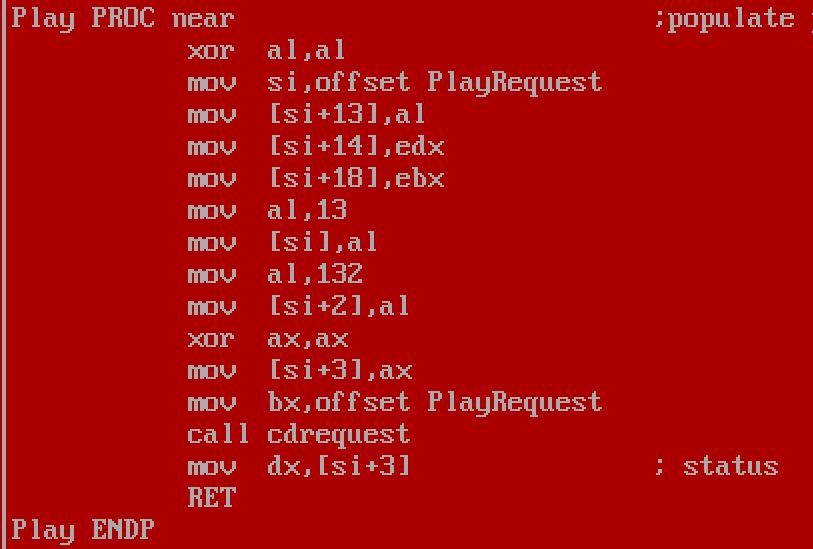 Play PROC near ;populate
xor al,al
mov si,offset PlayRequest
mov [si+13],al
mov [si+14],edx
mov [si+18],ebx
mov al,13
mov [si],al
mov al,132
mov [si+2],al
xor ax,ax
mov [si+3],ax
mov bx,offset PlayRequest
call cdrequest
mov dx,[si+3] ; status
RET
Play ENDP